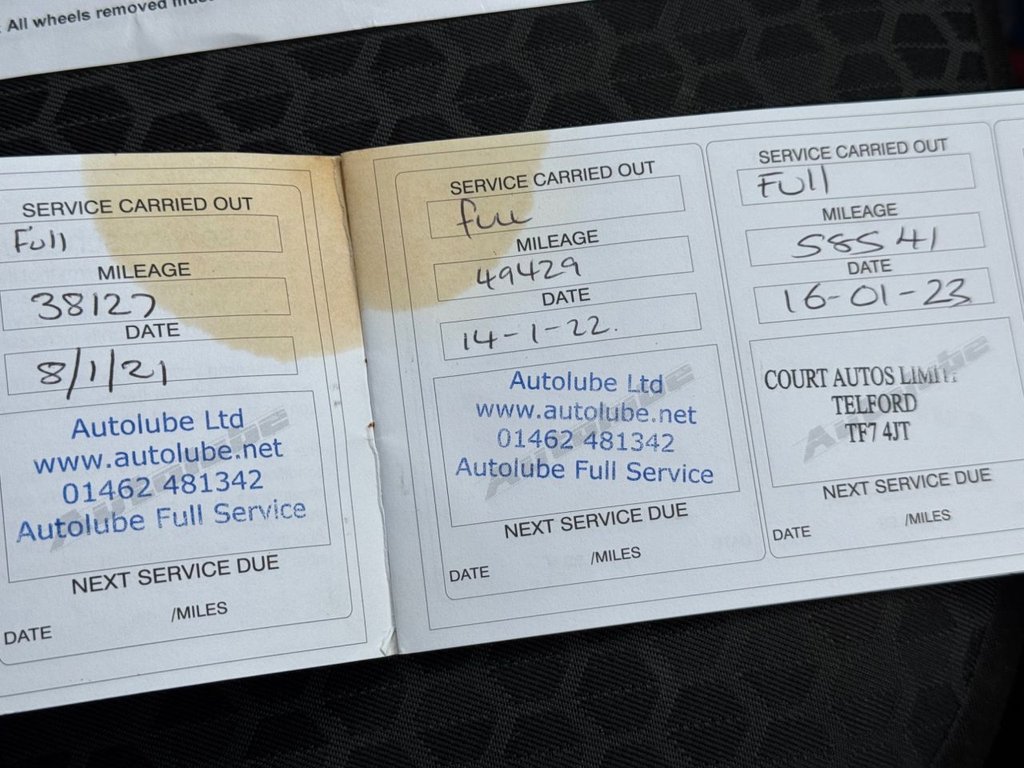 All wheels removed
SERVICE CARRIED OUT
Full
MILEAGE
38127
DATE
8/1/21
Autolube Ltd
www.autolube.net
01462 481342
Autolube Full Service
Autolube
NEXT SERVICE DUE
/MILES
DATE
SERVICE CARRIED OUT
full
MILEAGE
49429
DATE
14-1-22.
Autolube Ltd
www.autolube.net
01462 481342
Autolube Full Service
Autolube
NEXT SERVICE DUE
/MILES
DATE
SERVICE CARRIED OUT
Full
MILEAGE
58541
DATE
16-01-23
COURT AUTOS
TELFORD
TF7 4JT
Autolube
NEXT SERVICE DUE
/MILES
DATE